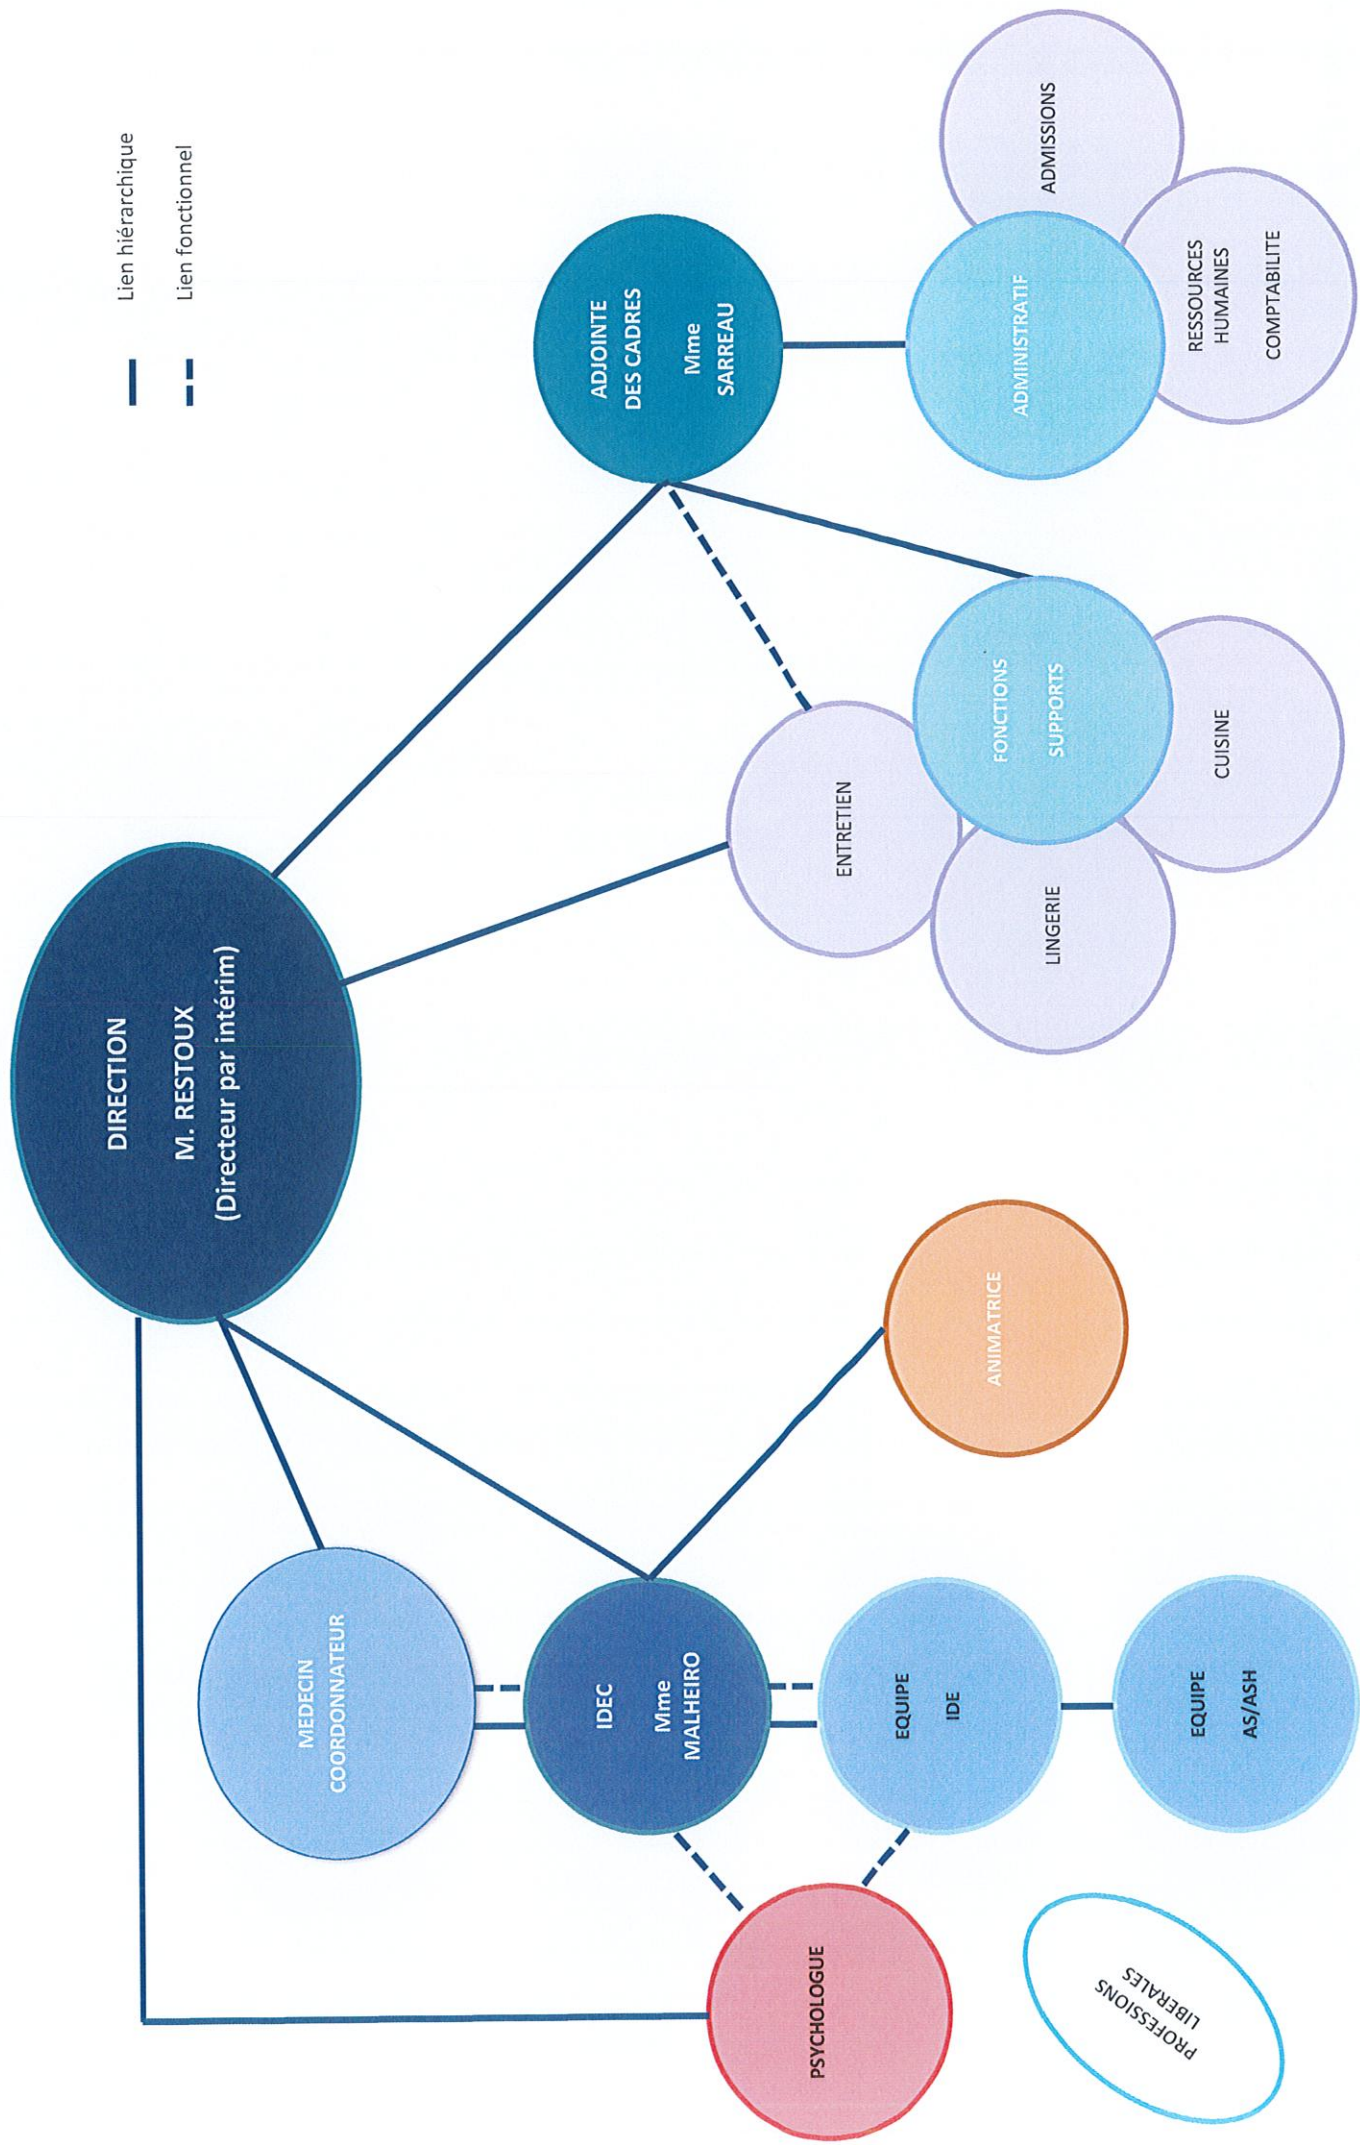 Lien hiérarchique
Lien fonctionnel
DIRECTION
M. RESTOUX
(Directeur par intérim)
MEDECIN
COORDONNATEUR
ADJOINTE
DES CADRES
Mme
SARREAU
IDEC
Mme
MALHEIRO
PSYCHOLOGUE
ENTRETIEN
EQUIPE
IDE
ANIMATRICE
LINGERIE
FONCTIONS
SUPPORTS
ADMINISTRATIF
ADMISSIONS
PROFESSIONS
LIBERALES
EQUIPE
AS/ASH
CUISINE
RESSOURCES
HUMAINES
COMPTABILITE